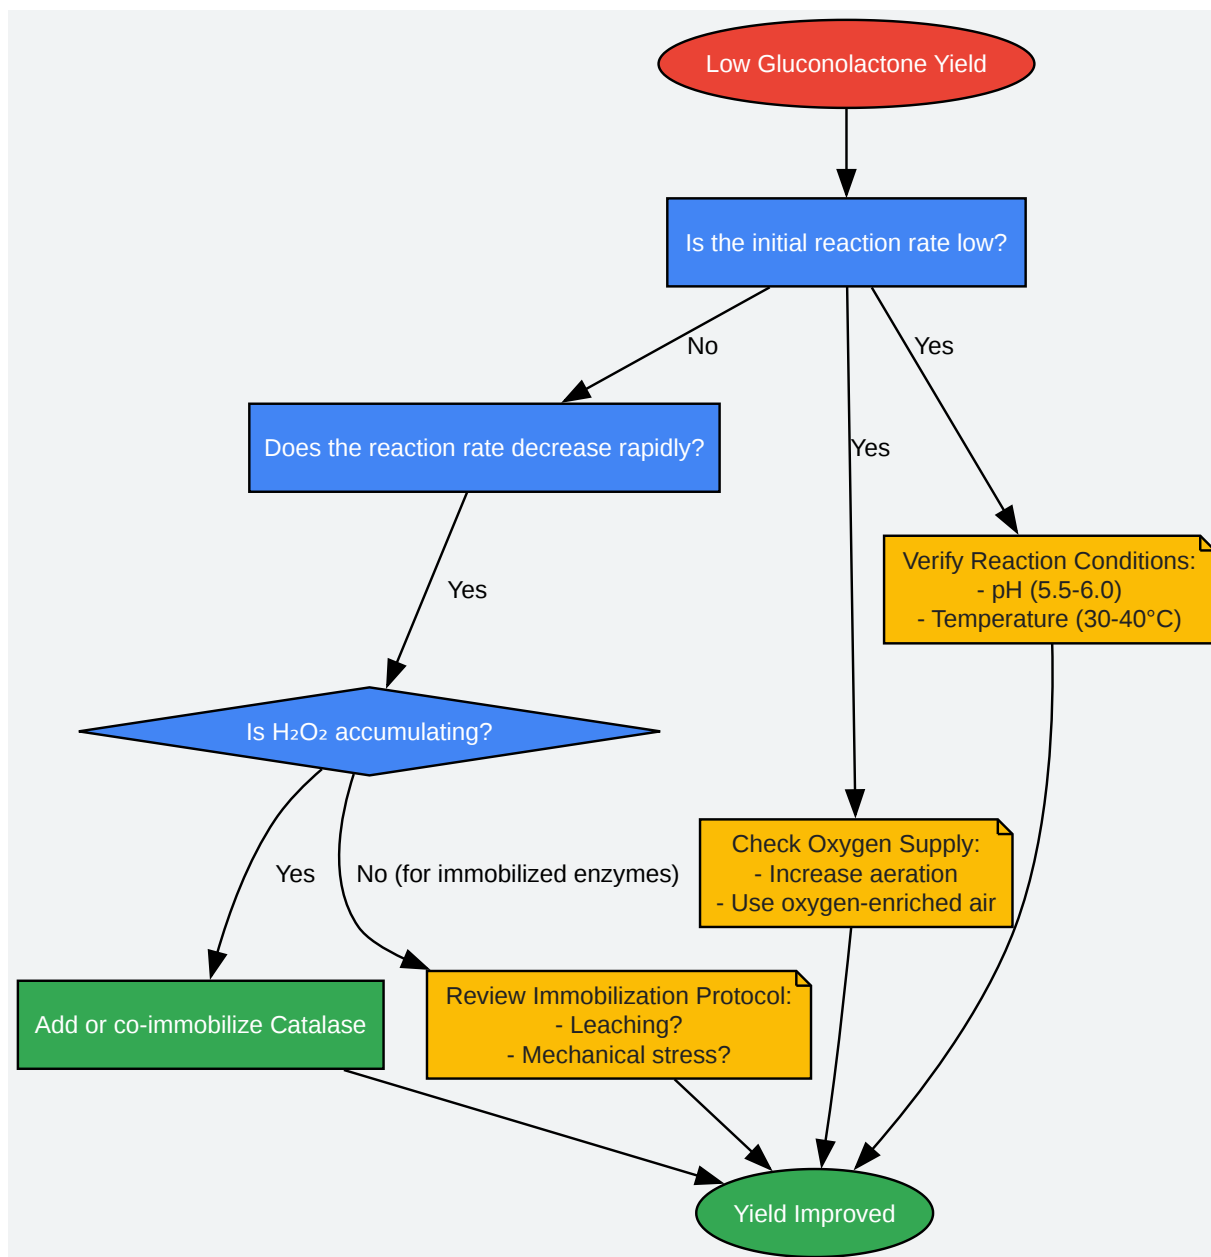 Low Gluconolactone Yield
Is the initial reaction rate low?
No
Yes
Does the reaction rate decrease rapidly?
Yes
Verify Reaction Conditions:
- pH (5.5-6.0)
- Temperature (30-40°C)
Yes
Is H₂O₂ accumulating?
Check Oxygen Supply:
- Increase aeration
- Use oxygen-enriched air
Yes
No (for immobilized enzymes)
Review Immobilization Protocol:
- Leaching?
- Mechanical stress?
Add or co-immobilize Catalase
Yield Improved